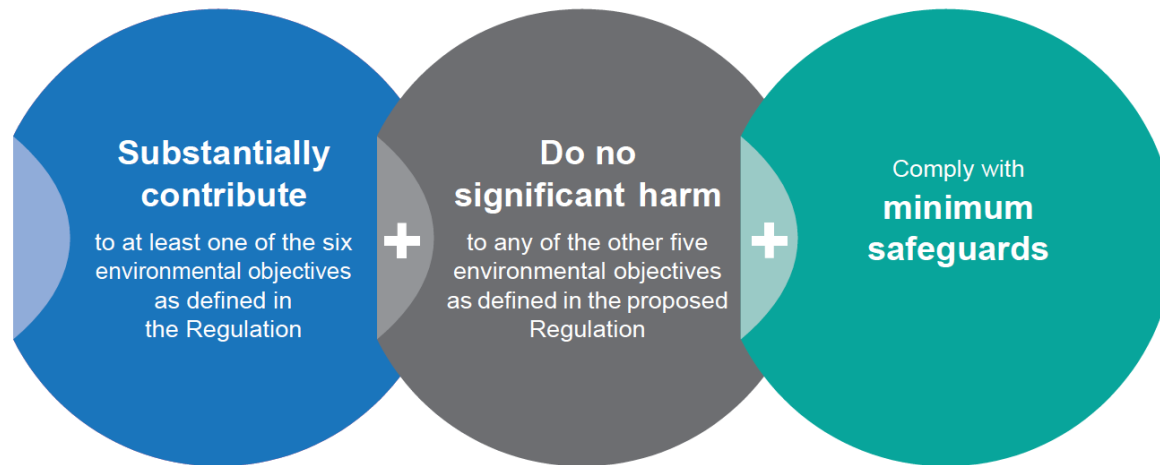 Substantially
contribute
to at least one of the six
environmental objectives
as defined in
the Regulation
+
Do no
significant harm
to any of the other five
environmental objectives
as defined in the proposed
Regulation
+
Comply with
minimum
safeguards